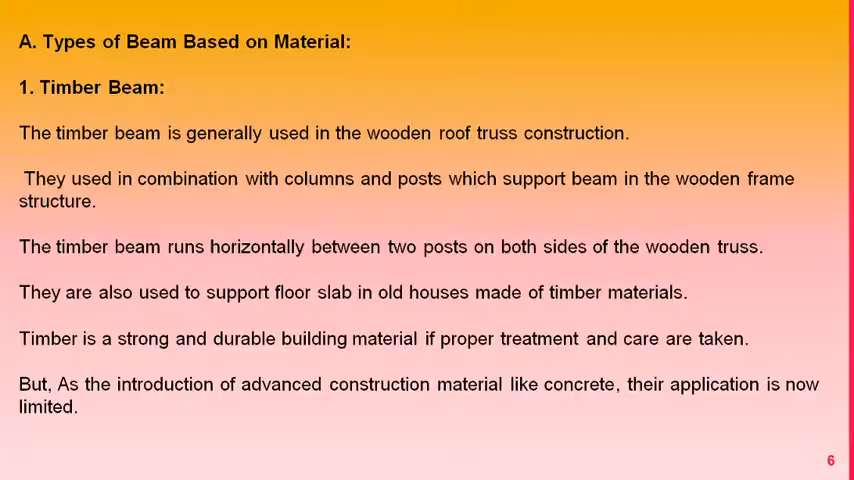 A. Types of Beam Based on Material:
1. Timber Beam:
The timber beam is generally used in the wooden roof truss construction.
They used in combination with columns and posts which support beam in the wooden frame
structure.
The timber beam runs horizontally between two posts on both sides of the wooden truss.
They are also used to support floor slab in old houses made of timber materials.
Timber is a strong and durable building material if proper treatment and care are taken.
But, As the introduction of advanced construction material like concrete, their application is now
limited.
6